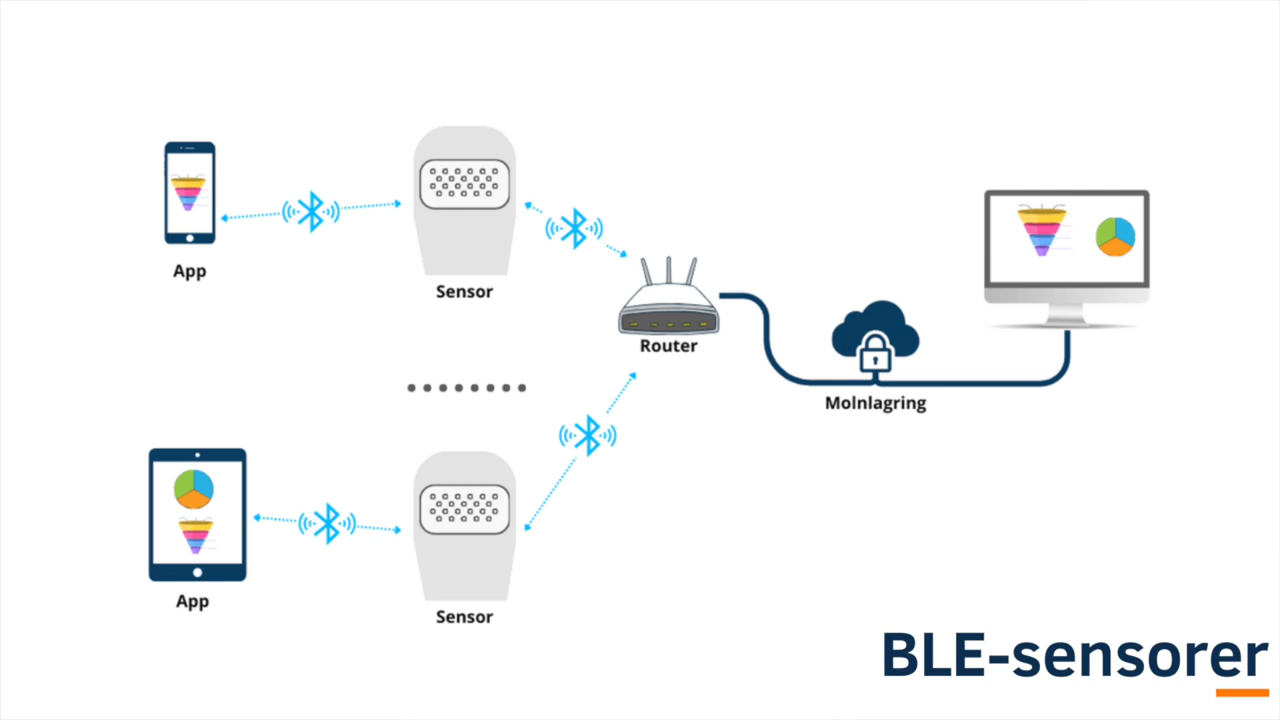 App
Sensor
Router
Molnlagring
App
Sensor
BLE-sensorer